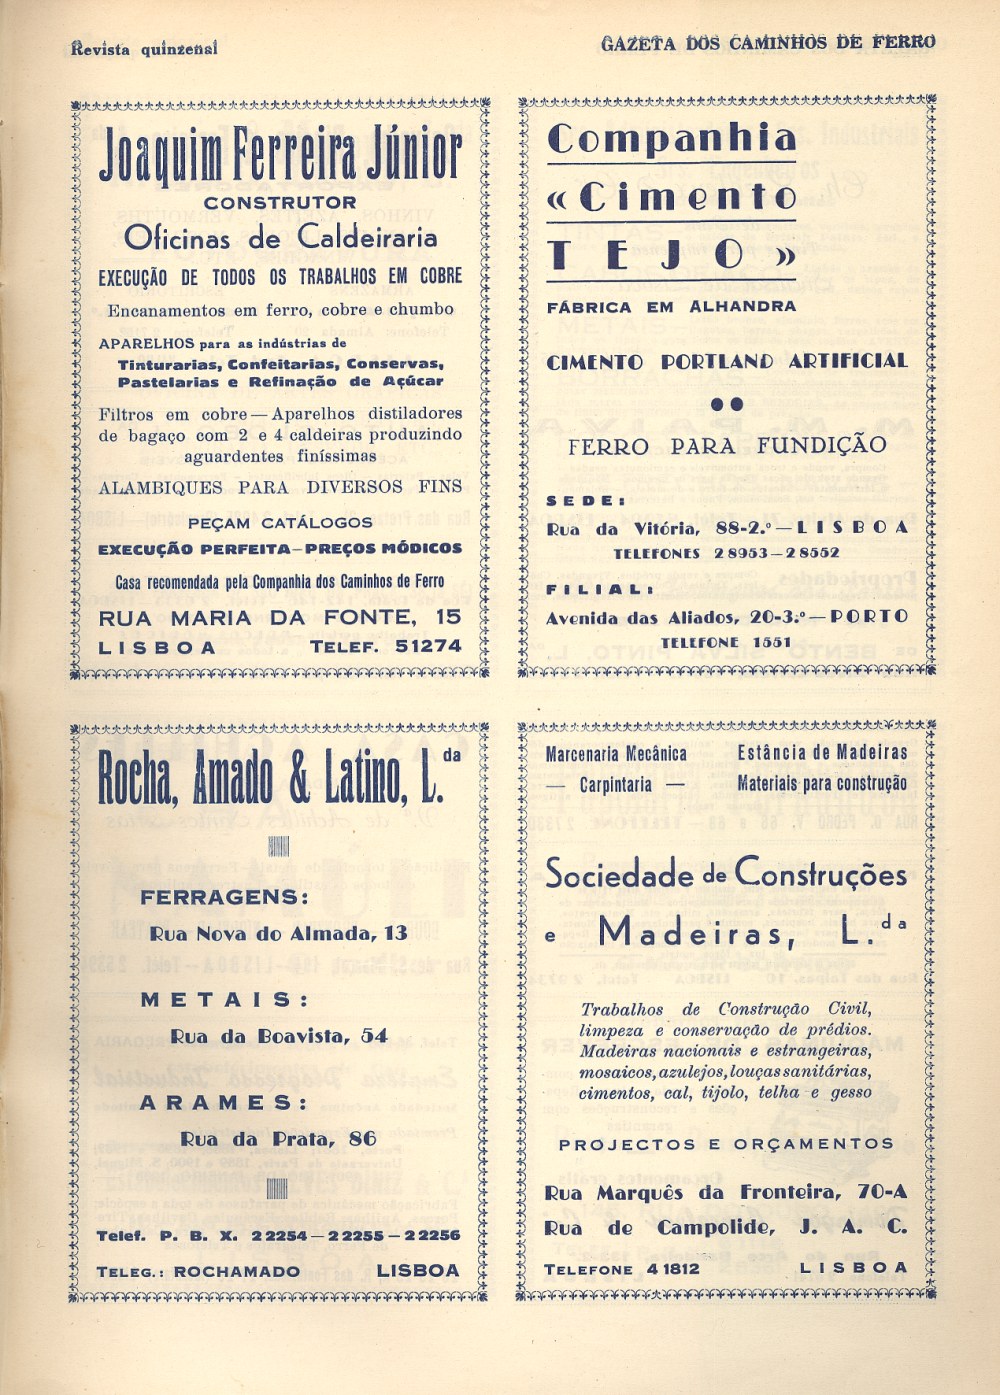 Revista quinzenal
GAZETA DOS CAMINHOS DE FERRO
Joaquim Ferreira Júnior
CONSTRUTOR
Oficinas de Caldeiraria
EXECUÇÃO DE TODOS OS TRABALHOS EM COBRE
Encanamentos em ferro, cobre e chumbo
APARELHOS para as indústrias de
Tinturarias, Confeitarias, Conservas,
Pastelarias e Refinação de Açúcar
Filtros em cobre — Aparelhos distiladores
de bagaço com 2 e 4 caldeiras produzindo
aguardentes finíssimas
ALAMBIQUES PARA DIVERSOS FINS
PEÇAM CATÁLOGOS
EXECUÇÃO PERFEITA – PREÇOS MÓDICOS
Casa recomendada pela Companhia dos Caminhos de Ferro
RUA MARIA DA FONTE, 15
LISBOA TELEF. 51274
Companhia
«Cimento
TEJO»
FÁBRICA EM ALHANDRA
CIMENTO PORTLAND ARTIFICIAL
FERRO PARA FUNDIÇÃO
SEDE:
Rua da Vitória, 88-2.º — LISBOA
TELEFONES 28953 – 28552
FILIAL:
Avenida das Aliados, 20-3.º — PORTO
TELEFONE 1551
Rocha, Amado & Latino, L.da
FERRAGENS:
Rua Nova do Almada, 13
METAIS:
Rua da Boavista, 54
ARAMES:
Rua da Prata, 86
Telef. P. B. X. 22254 – 22255 – 22256
TELEG.: ROCHAMADO LISBOA
Marcenaria Mecânica Estância de Madeiras
— Carpintaria — Materiais para construção
Sociedade de Construções
e Madeiras, L.da
Trabalhos de Construção Civil,
limpeza e conservação de prédios.
Madeiras nacionais e estrangeiras,
mosaicos, azulejos, louças sanitárias,
cimentos, cal, tijolo, telha e gesso
PROJECTOS E ORÇAMENTOS
Rua Marquês da Fronteira, 70-A
Rua de Campolide, J. A. C.
TELEFONE 41812 LISBOA